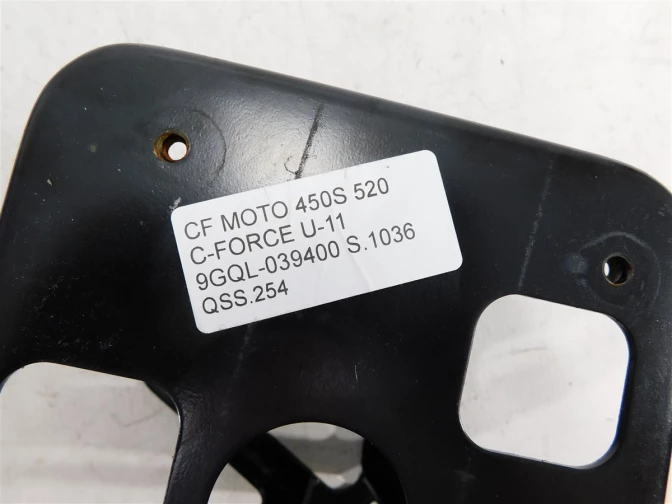 CF MOTO 450S 520
C-FORCE U-11
9GQL-039400 S.1036
QSS.254